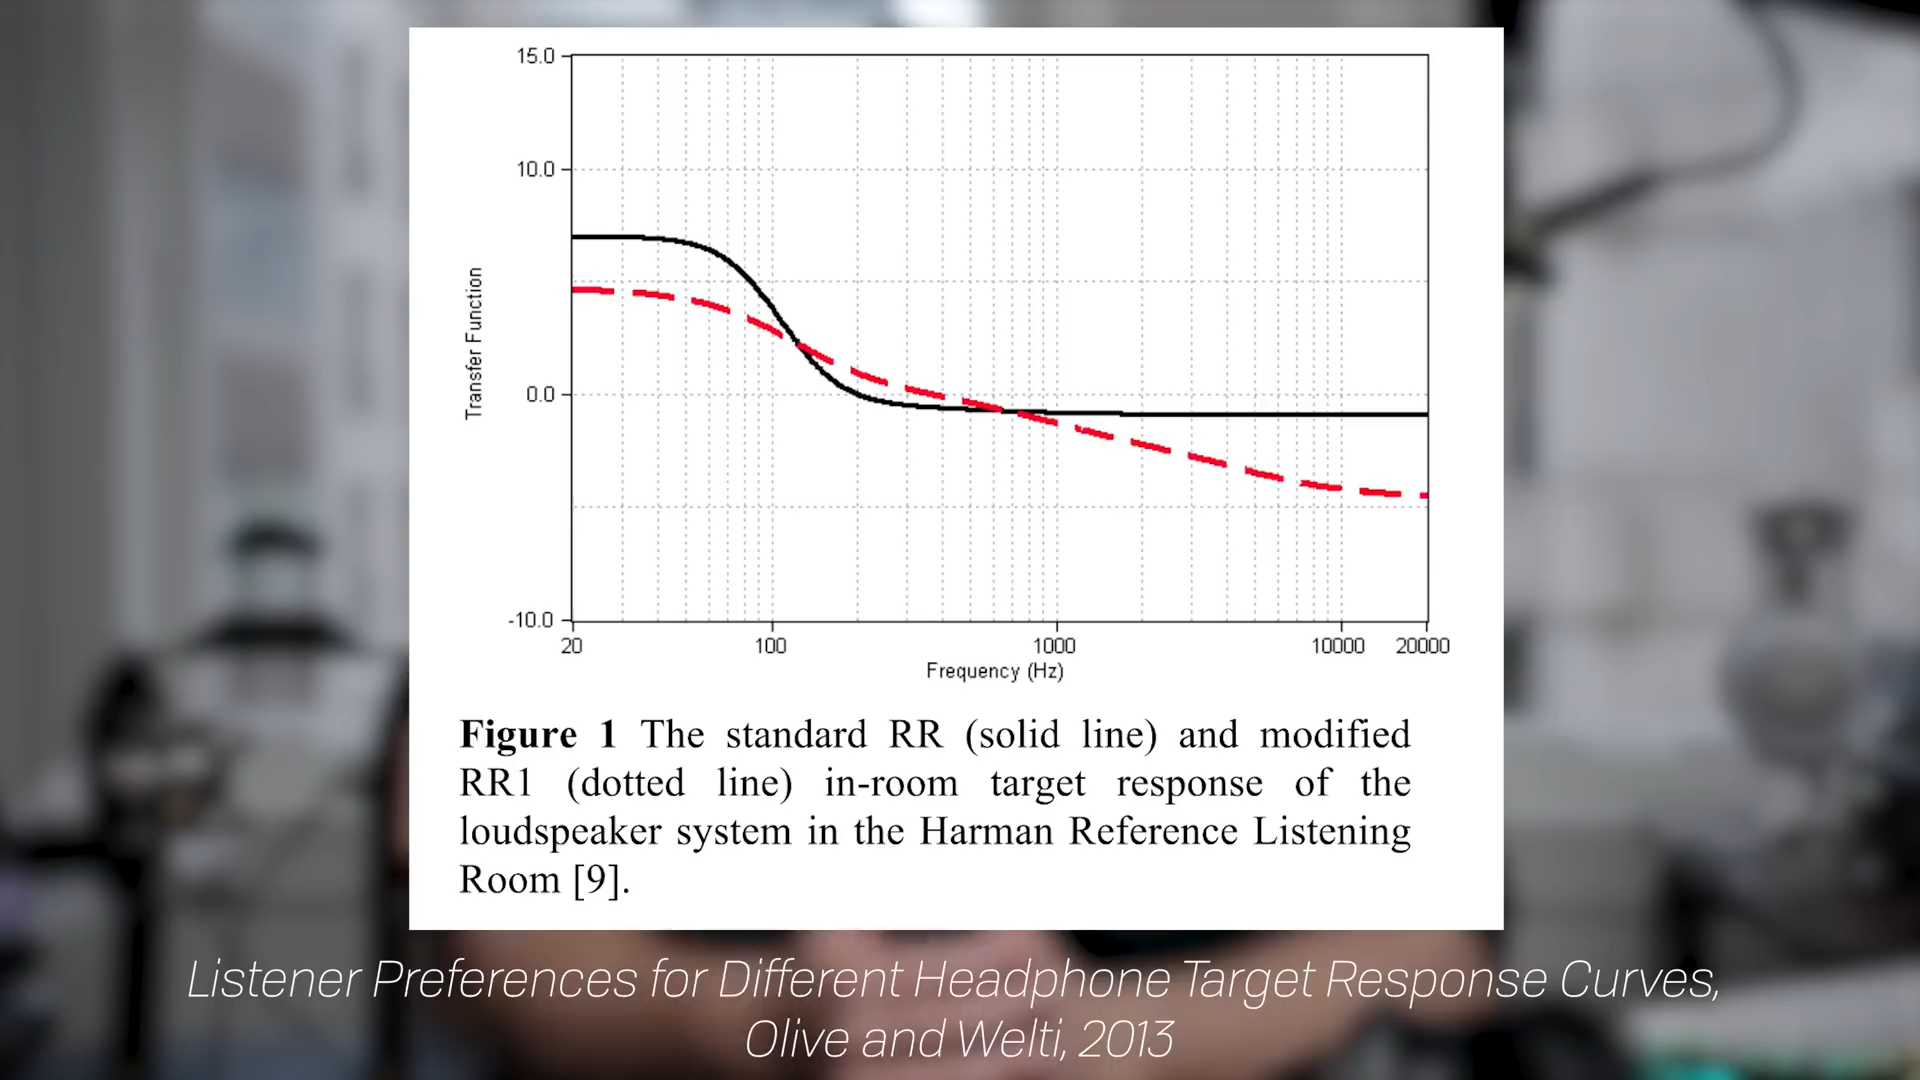 15.0
10.0
0.0
-10.0
Transfer Function
20 100 1000 10000 20000
Frequency (Hz)
Figure 1 The standard RR (solid line) and modified
RR1 (dotted line) in-room target response of the
loudspeaker system in the Harman Reference Listening
Room [9].
Listener Preferences for Different Headphone Target Response Curves,
Olive and Welti, 2013